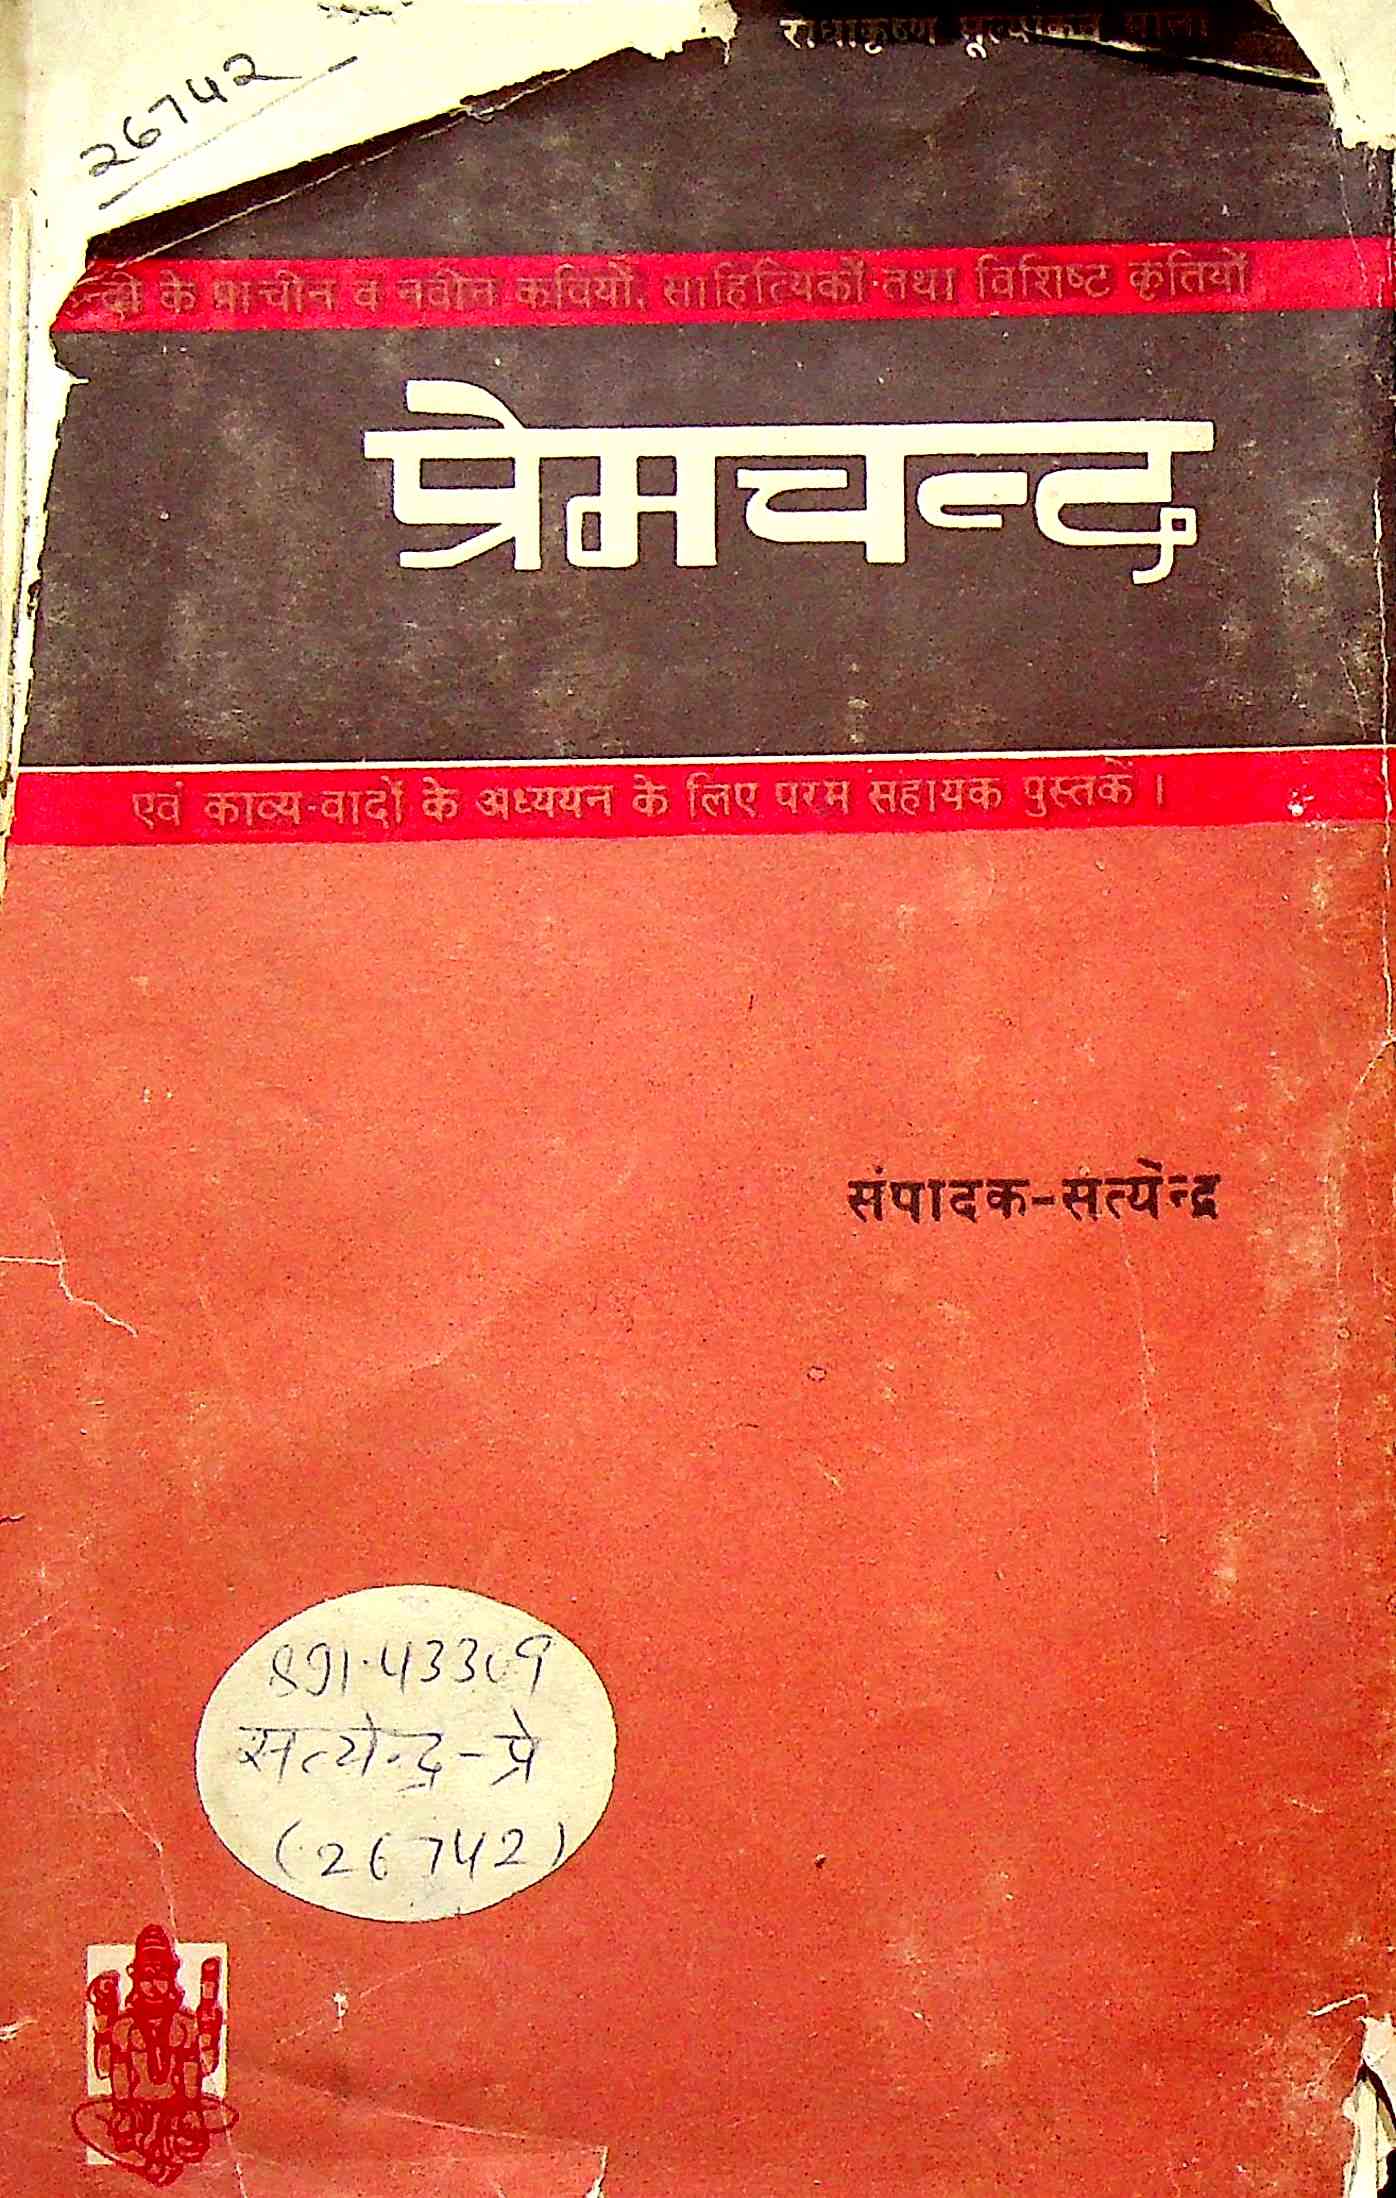 राधाकृष्ण मूल्यांकन माला
26742
न्दी के प्राचीन व नवीन कवियों, साहित्यिकों तथा विशिष्ट कृतियों
प्रेमचन्द
एवं काव्य-वादों के अध्ययन के लिए परम सहायक पुस्तकें ।
संपादक-सत्येन्द्र
891.43309
सत्येन्द्र-प्रे
(26742)